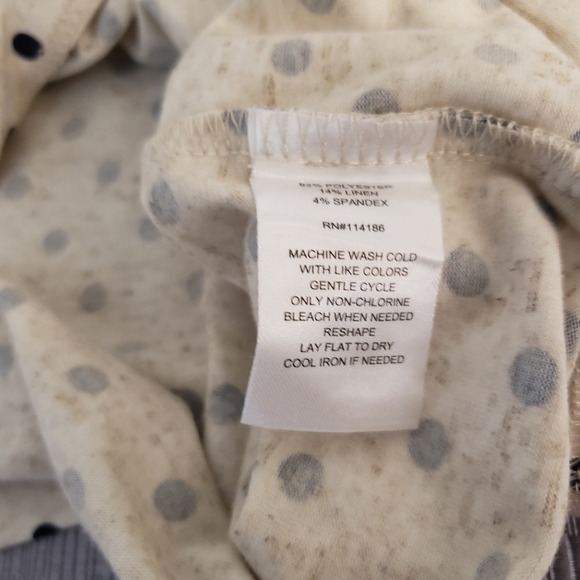 POLYESTER
14% LINEN
4% SPANDEX
RN#114186
MACHINE WASH COLD
WITH LIKE COLORS
GENTLE CYCLE
ONLY NON-CHLORINE
BLEACH WHEN NEEDED
RESHAPE
LAY FLAT TO DRY
COOL IRON IF NEEDED